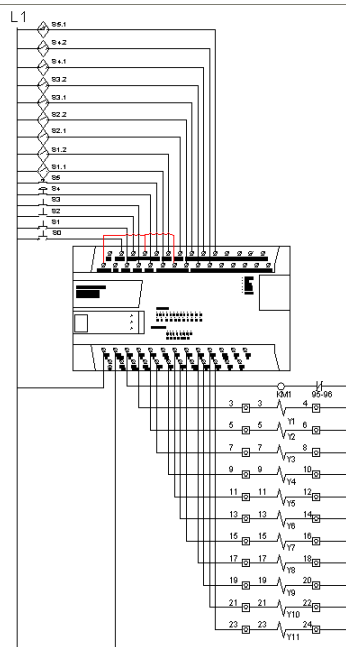 L1
S5.1
S4.2
S4.1
S3.2
S3.1
S2.2
S2.1
S1.2
S1.1
S5
S4
S3
S2
S1
S0
KM1 95-96
3 3 4
Y1
5 5 6
Y2
7 7 8
Y3
9 9 10
Y4
11 11 12
Y5
13 13 14
Y6
15 15 16
Y7
17 17 18
Y8
19 19 20
Y9
21 21 22
Y10
23 23 24
Y11